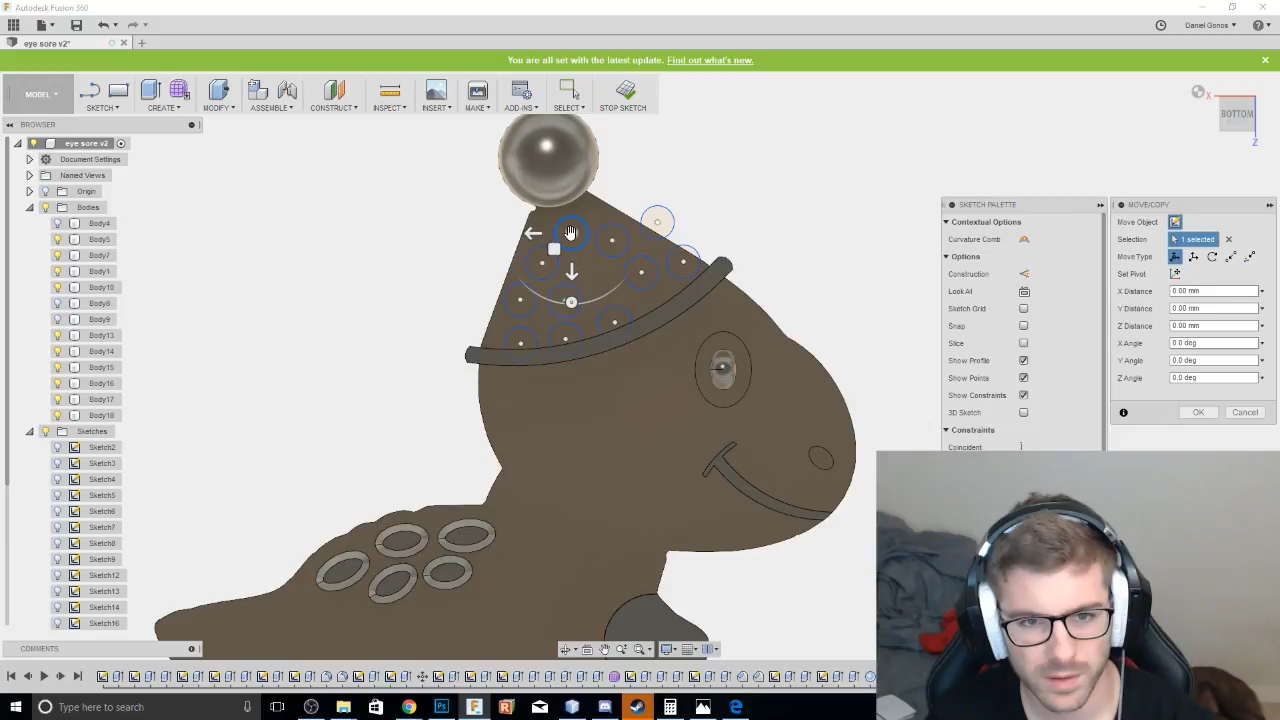 Autodesk Fusion 360
Daniel Gonos
eye sore v2*
You are all set with the latest update. Find out what's new.
MODEL
SKETCH
CREATE
MODIFY
ASSEMBLE
CONSTRUCT
INSPECT
INSERT
MAKE
ADD-INS
SELECT
STOP SKETCH
BROWSER
X
BOTTOM
Z
eye sore v2
Document Settings
Named Views
Origin
Bodies
Body4
Body5
Body7
Body1
Body10
Body8
Body9
Body13
Body14
Body15
Body16
Body17
Body18
Sketches
Sketch2
Sketch3
Sketch4
Sketch5
Sketch6
Sketch7
Sketch8
Sketch9
Sketch12
Sketch13
Sketch14
Sketch16
SKETCH PALETTE
Contextual Options
Curvature Comb
Options
Construction
Look At
Sketch Grid
Snap
Slice
Show Profile
Show Points
Show Constraints
3D Sketch
Constraints
Coincident
MOVE/COPY
Move Object
Selection 1 selected
Move Type
Set Pivot
X Distance 0.00 mm
Y Distance 0.00 mm
Z Distance 0.00 mm
X Angle 0.0 deg
Y Angle 0.0 deg
Z Angle 0.0 deg
OK Cancel
COMMENTS
Type here to search